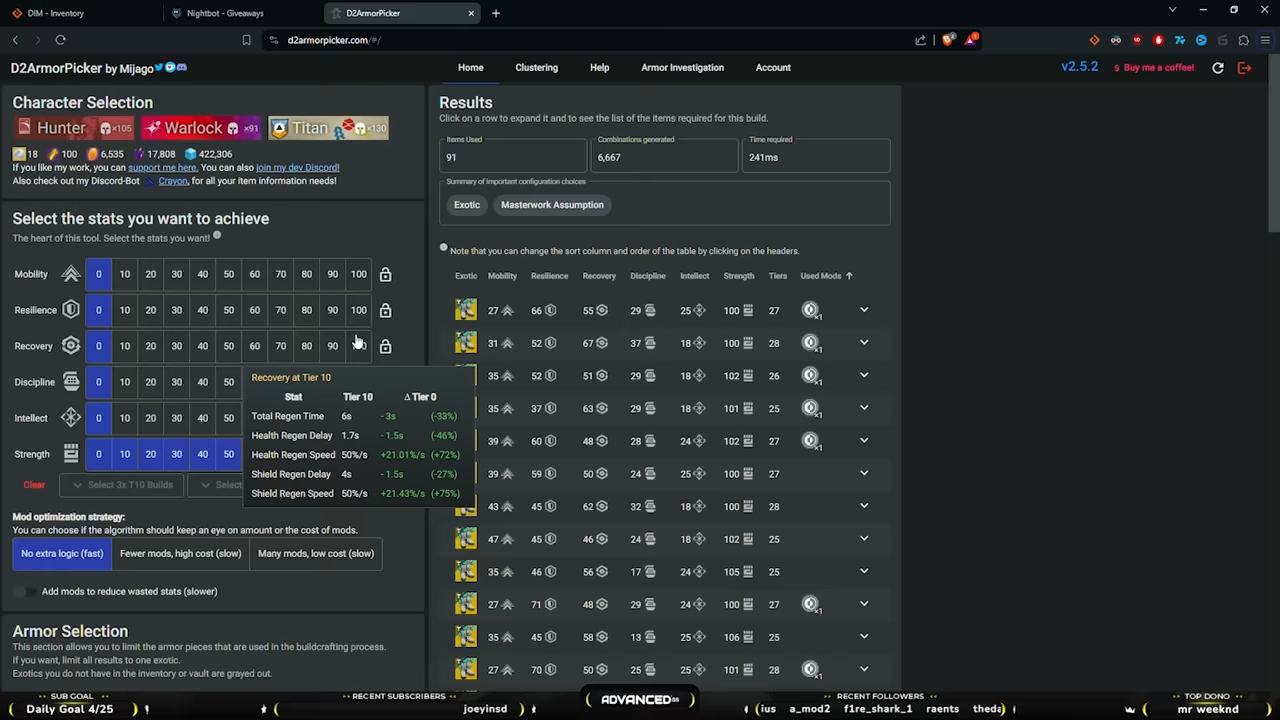 DIM - Inventory
Nightbot - Giveaways
D2ArmorPicker
d2armorpicker.com/#/
D2ArmorPicker by Mijago
Home
Clustering
Help
Armor Investigation
Account
v2.5.2
$ Buy me a coffee!
Character Selection
Hunter x105
Warlock x91
Titan x130
18 100 6,535 17,808 422,306
If you like my work, you can support me here. You can also join my dev Discord!
Also check out my Discord-Bot Crayon, for all your item information needs!
Select the stats you want to achieve
The heart of this tool. Select the stats you want!
Mobility 0 10 20 30 40 50 60 70 80 90 100
Resilience 0 10 20 30 40 50 60 70 80 90 100
Recovery 0 10 20 30 40 50 60 70 80 90
Discipline 0 10 20 30 40 50
Intellect 0 10 20 30 40 50
Strength 0 10 20 30 40 50
Clear Select 3x T10 Builds Select
Recovery at Tier 10
Stat Tier 10 Δ Tier 0
Total Regen Time 6s -3s (-33%)
Health Regen Delay 1.7s -1.5s (-46%)
Health Regen Speed 50%/s +21.01%/s (+72%)
Shield Regen Delay 4s -1.5s (-27%)
Shield Regen Speed 50%/s +21.43%/s (+75%)
Mod optimization strategy:
You can choose if the algorithm should keep an eye on amount or the cost of mods.
No extra logic (fast) Fewer mods, high cost (slow) Many mods, low cost (slow)
Add mods to reduce wasted stats (slower)
Armor Selection
This section allows you to limit the armor pieces that are used in the buildcrafting process.
If you want, limit all results to one exotic.
Exotics you do not have in the inventory or vault are grayed out.
Results
Click on a row to expand it and to see the list of the items required for this build.
Items Used
91
Combinations generated
6,667
Time required
241ms
Summary of important configuration choices
Exotic Masterwork Assumption
Note that you can change the sort column and order of the table by clicking on the headers.
Exotic Mobility Resilience Recovery Discipline Intellect Strength Tiers Used Mods
27 66 55 29 25 100 27 x1
31 52 67 37 18 100 28 x1
35 52 51 29 18 102 26 x1
35 37 63 29 18 101 25 x1
39 60 48 28 24 102 27 x1
39 59 50 24 25 100 27
43 45 62 32 18 100 28
47 45 46 24 18 102 25
35 46 56 17 24 105 25
27 71 48 29 24 100 27 x1
35 45 58 13 25 106 25
27 70 50 25 25 101 28 x1
SUB GOAL
Daily Goal 4/25
RECENT SUBSCRIBERS
joeyinsd
ADVANCED
RECENT FOLLOWERS
ius a_mod2 f1re_shark_1 raents theda
TOP DONO
mr weeknd